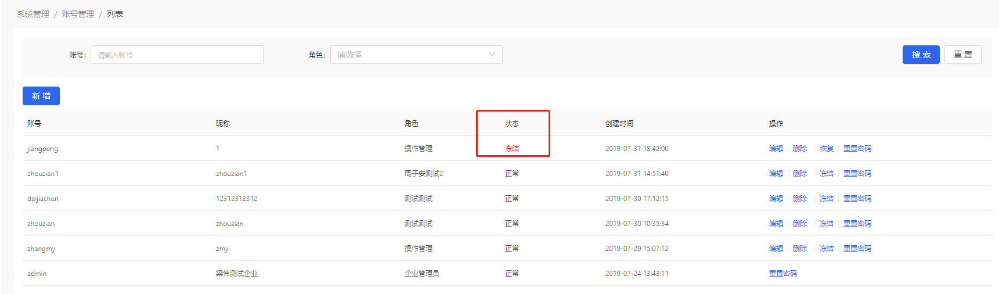 系统管理 / 账号管理 / 列表
账号: 请输入帐号 角色: 请选择 搜 索 重 置
新 增
账号 昵称 角色 状态 创建时间 操作
jiangpeng 1 操作管理 冻结 2019-07-31 18:42:00 编辑 删除 恢复 重置密码
zhouzian1 zhouzian1 周子安测试2 正常 2019-07-31 14:51:40 编辑 删除 冻结 重置密码
daijiachun 12312312312 测试测试 正常 2019-07-30 17:12:15 编辑 删除 冻结 重置密码
zhouzian zhouzian 测试测试 正常 2019-07-30 10:35:34 编辑 删除 冻结 重置密码
zhangmy zmy 操作管理 正常 2019-07-29 15:07:12 编辑 删除 冻结 重置密码
admin 梁伟测试企业 企业管理员 正常 2019-07-24 13:43:11 重置密码